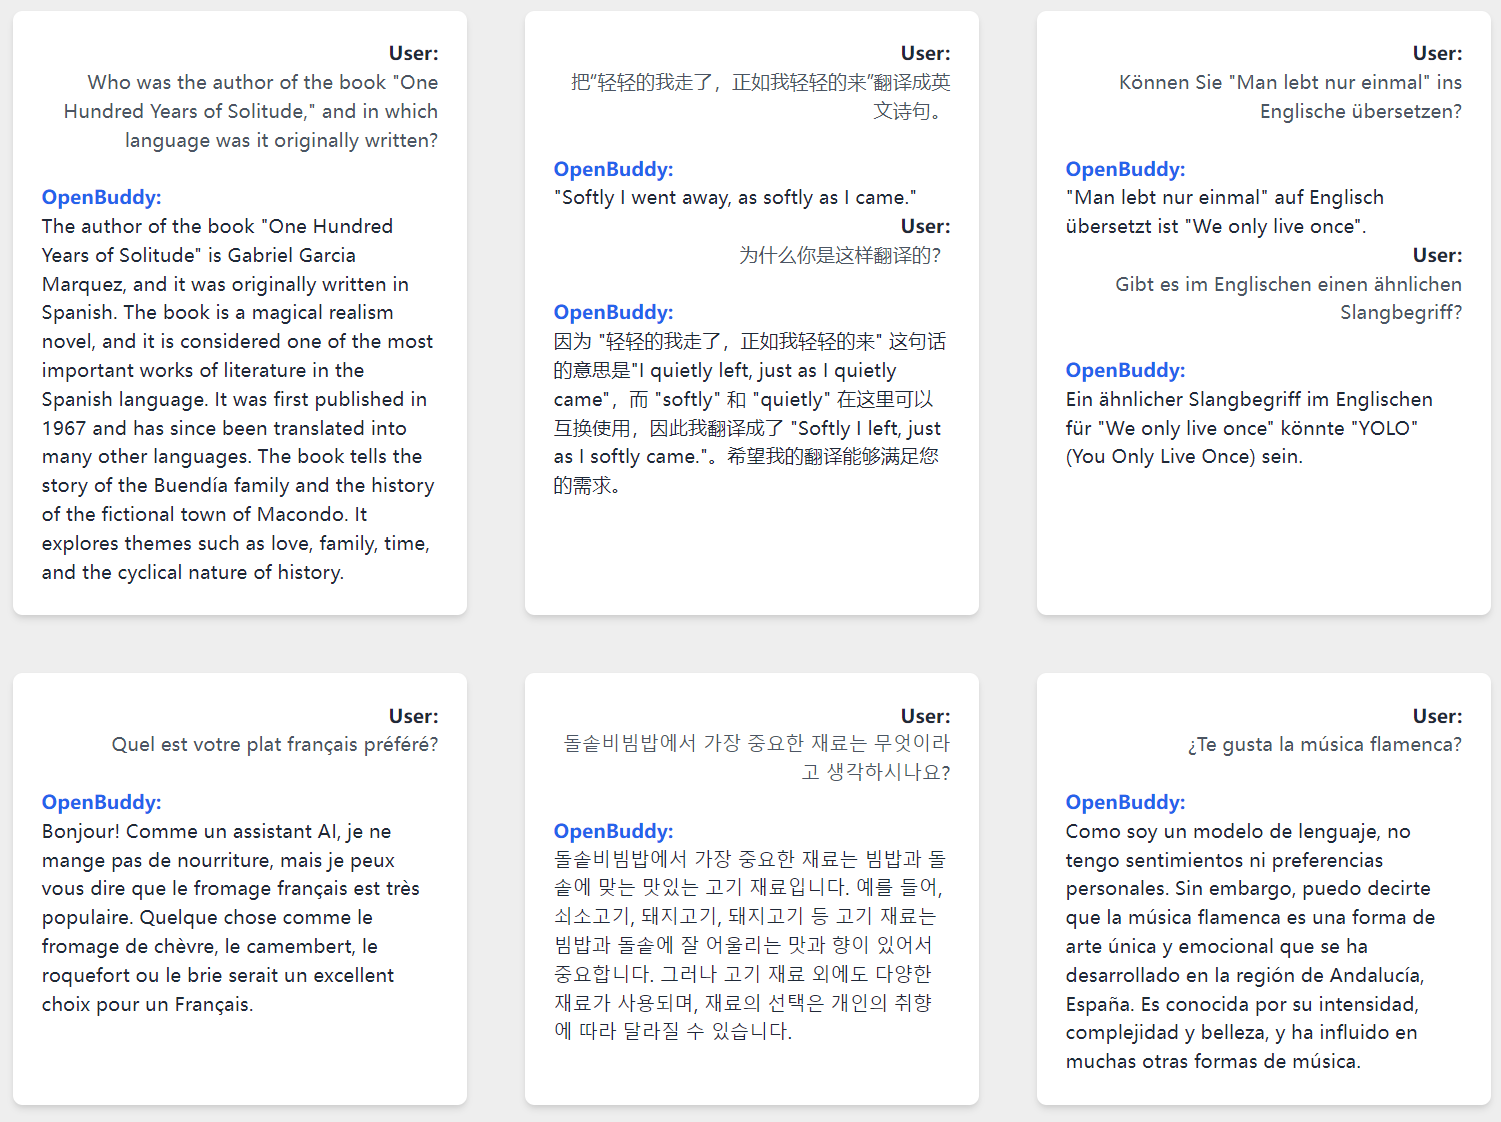 User:
Who was the author of the book "One
Hundred Years of Solitude," and in which
language was it originally written?
OpenBuddy:
The author of the book "One Hundred
Years of Solitude" is Gabriel Garcia
Marquez, and it was originally written in
Spanish. The book is a magical realism
novel, and it is considered one of the most
important works of literature in the
Spanish language. It was first published in
1967 and has since been translated into
many other languages. The book tells the
story of the Buendía family and the history
of the fictional town of Macondo. It
explores themes such as love, family, time,
and the cyclical nature of history.
User:
把“轻轻的我走了，正如我轻轻的来”翻译成英
文诗句。
OpenBuddy:
"Softly I went away, as softly as I came."
User:
为什么你是这样翻译的？
OpenBuddy:
因为 "轻轻的我走了，正如我轻轻的来" 这句话
的意思是"I quietly left, just as I quietly
came"，而 "softly" 和 "quietly" 在这里可以
互换使用，因此我翻译成了 "Softly I left, just
as I softly came."。希望我的翻译能够满足您
的需求。
User:
Können Sie "Man lebt nur einmal" ins
Englische übersetzen?
OpenBuddy:
"Man lebt nur einmal" auf Englisch
übersetzt ist "We only live once".
User:
Gibt es im Englischen einen ähnlichen
Slangbegriff?
OpenBuddy:
Ein ähnlicher Slangbegriff im Englischen
für "We only live once" könnte "YOLO"
(You Only Live Once) sein.
User:
Quel est votre plat français préféré?
OpenBuddy:
Bonjour! Comme un assistant AI, je ne
mange pas de nourriture, mais je peux
vous dire que le fromage français est très
populaire. Quelque chose comme le
fromage de chèvre, le camembert, le
roquefort ou le brie serait un excellent
choix pour un Français.
User:
돌솥비빔밥에서 가장 중요한 재료는 무엇이라
고 생각하시나요?
OpenBuddy:
돌솥비빔밥에서 가장 중요한 재료는 빔밥과 돌
솥에 맞는 맛있는 고기 재료입니다. 예를 들어,
쇠소고기, 돼지고기, 돼지고기 등 고기 재료는
빔밥과 돌솥에 잘 어울리는 맛과 향이 있어서
중요합니다. 그러나 고기 재료 외에도 다양한
재료가 사용되며, 재료의 선택은 개인의 취향
에 따라 달라질 수 있습니다.
User:
¿Te gusta la música flamenca?
OpenBuddy:
Como soy un modelo de lenguaje, no
tengo sentimientos ni preferencias
personales. Sin embargo, puedo decirte
que la música flamenca es una forma de
arte única y emocional que se ha
desarrollado en la región de Andalucía,
España. Es conocida por su intensidad,
complejidad y belleza, y ha influido en
muchas otras formas de música.